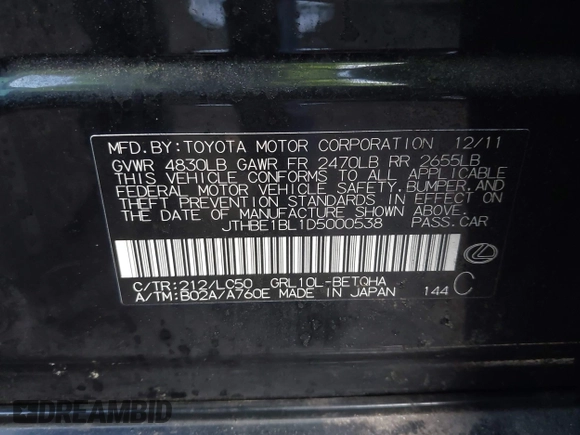 MFD.BY:TOYOTA MOTOR CORPORATION 12/11
GVWR 4830LB GAWR FR 2470LB RR 2655LB
THIS VEHICLE CONFORMS TO ALL APPLICABLE
FEDERAL MOTOR VEHICLE SAFETY,BUMPER,AND
THEFT PREVENTION STANDARDS IN EFFECT ON
THE DATE OF MANUFACTURE SHOWN ABOVE.
JTHBE1BL1D5000538 PASS.CAR
C/TR:212/LC50 GRL10L-BETQHA
A/TM:B02A/A760E MADE IN JAPAN 144 C
DREAMBID